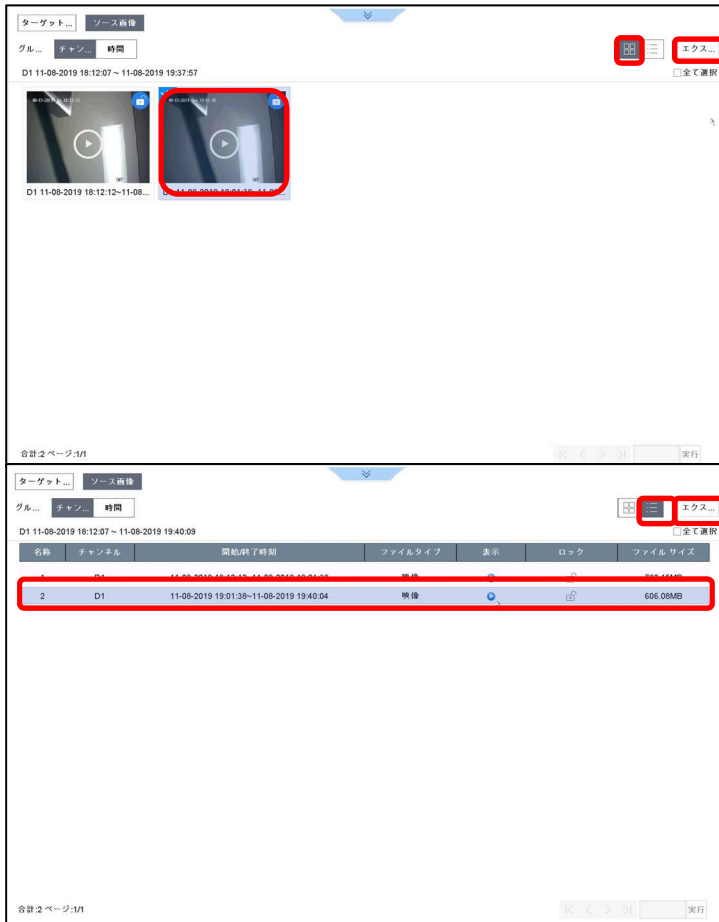 ターゲット... ソース画像
グル... チャン... 時間 エクス...
D1 11-08-2019 18:12:07 ~ 11-08-2019 19:37:57 全て選択
D1 11-08-2019 18:12:12~11-08...
合計:2 ページ:1/1 実行
ターゲット... ソース画像
グル... チャン... 時間 エクス...
D1 11-08-2019 18:12:07 ~ 11-08-2019 19:40:09 全て選択
名称 チャンネル 開始/終了時刻 ファイルタイプ 表示 ロック ファイル サイズ
2 D1 11-08-2019 19:01:38~11-08-2019 19:40:04 映像 606.08MB
合計:2 ページ:1/1 実行